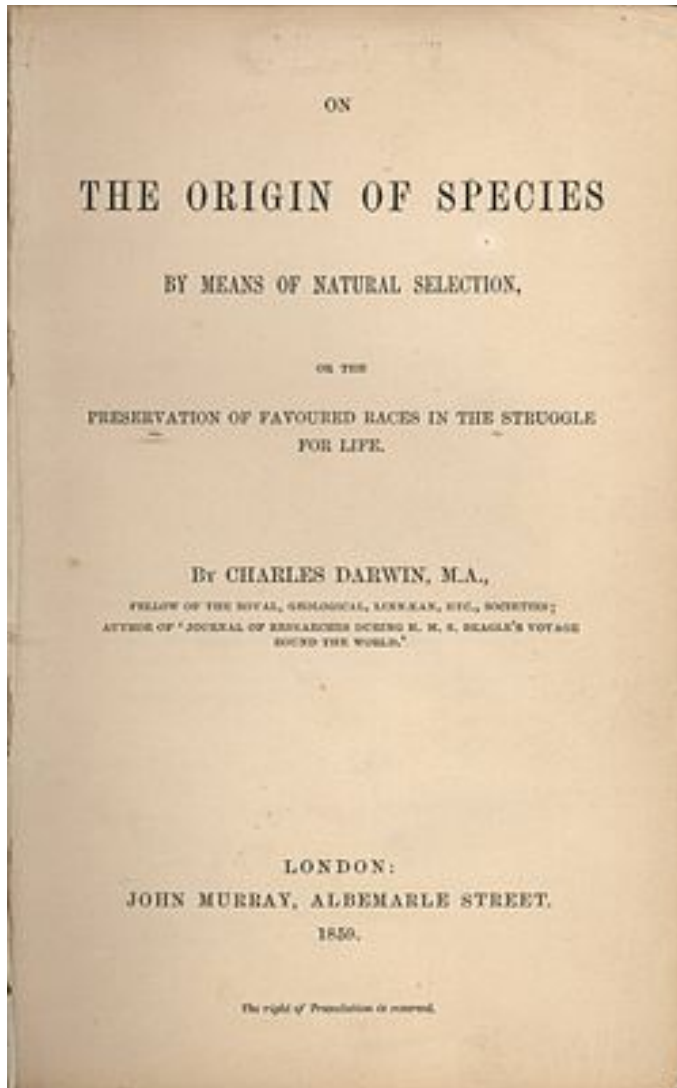 ON
THE ORIGIN OF SPECIES
BY MEANS OF NATURAL SELECTION,
OR THE
PRESERVATION OF FAVOURED RACES IN THE STRUGGLE
FOR LIFE.
BY CHARLES DARWIN, M.A.,
FELLOW OF THE ROYAL, GEOLOGICAL, LINNÆAN, ETC., SOCIETIES;
AUTHOR OF 'JOURNAL OF RESEARCHES DURING H. M. S. BEAGLE'S VOYAGE
ROUND THE WORLD.'
LONDON:
JOHN MURRAY, ALBEMARLE STREET.
1859.
The right of Translation is reserved.